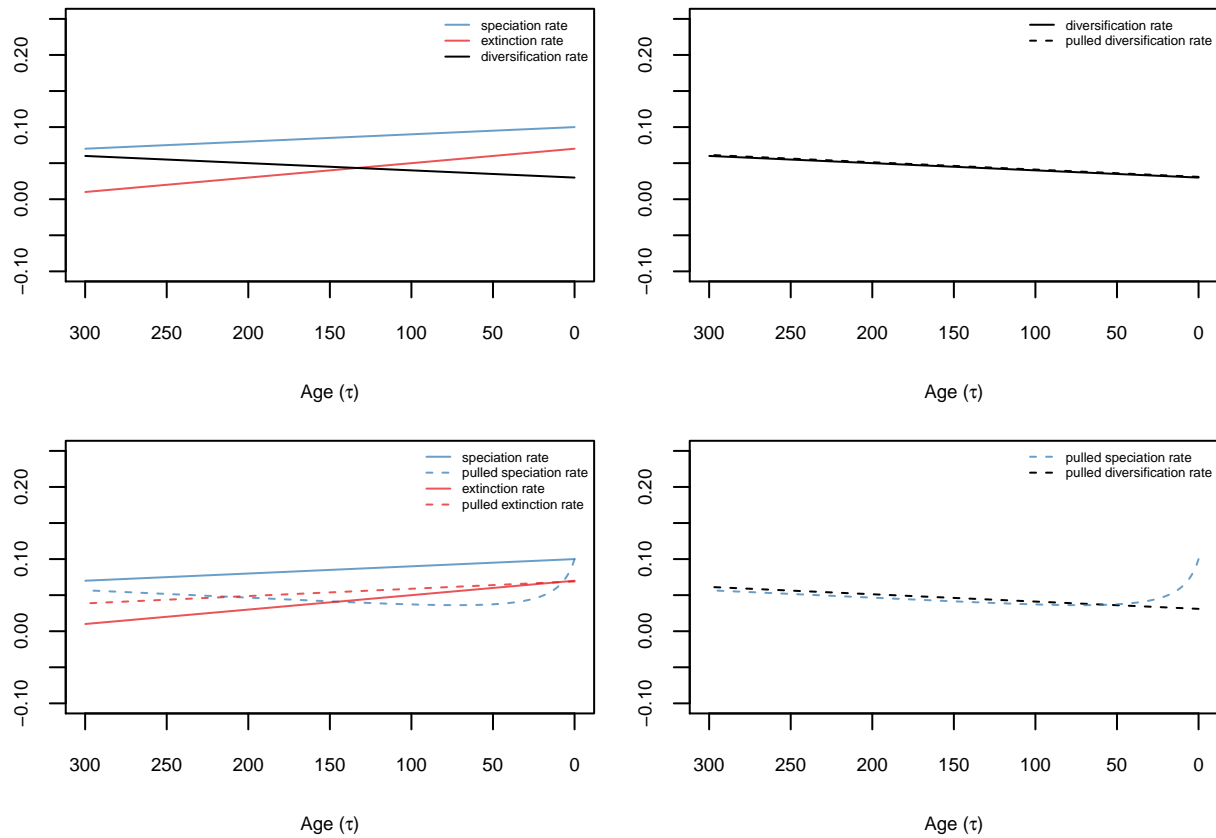 speciation rate
extinction rate
diversification rate
0.20
0.10
0.00
−0.10
300 250 200 150 100 50 0
Age (τ)
diversification rate
pulled diversification rate
0.20
0.10
0.00
−0.10
300 250 200 150 100 50 0
Age (τ)
speciation rate
pulled speciation rate
extinction rate
pulled extinction rate
0.20
0.10
0.00
−0.10
300 250 200 150 100 50 0
Age (τ)
pulled speciation rate
pulled diversification rate
0.20
0.10
0.00
−0.10
300 250 200 150 100 50 0
Age (τ)